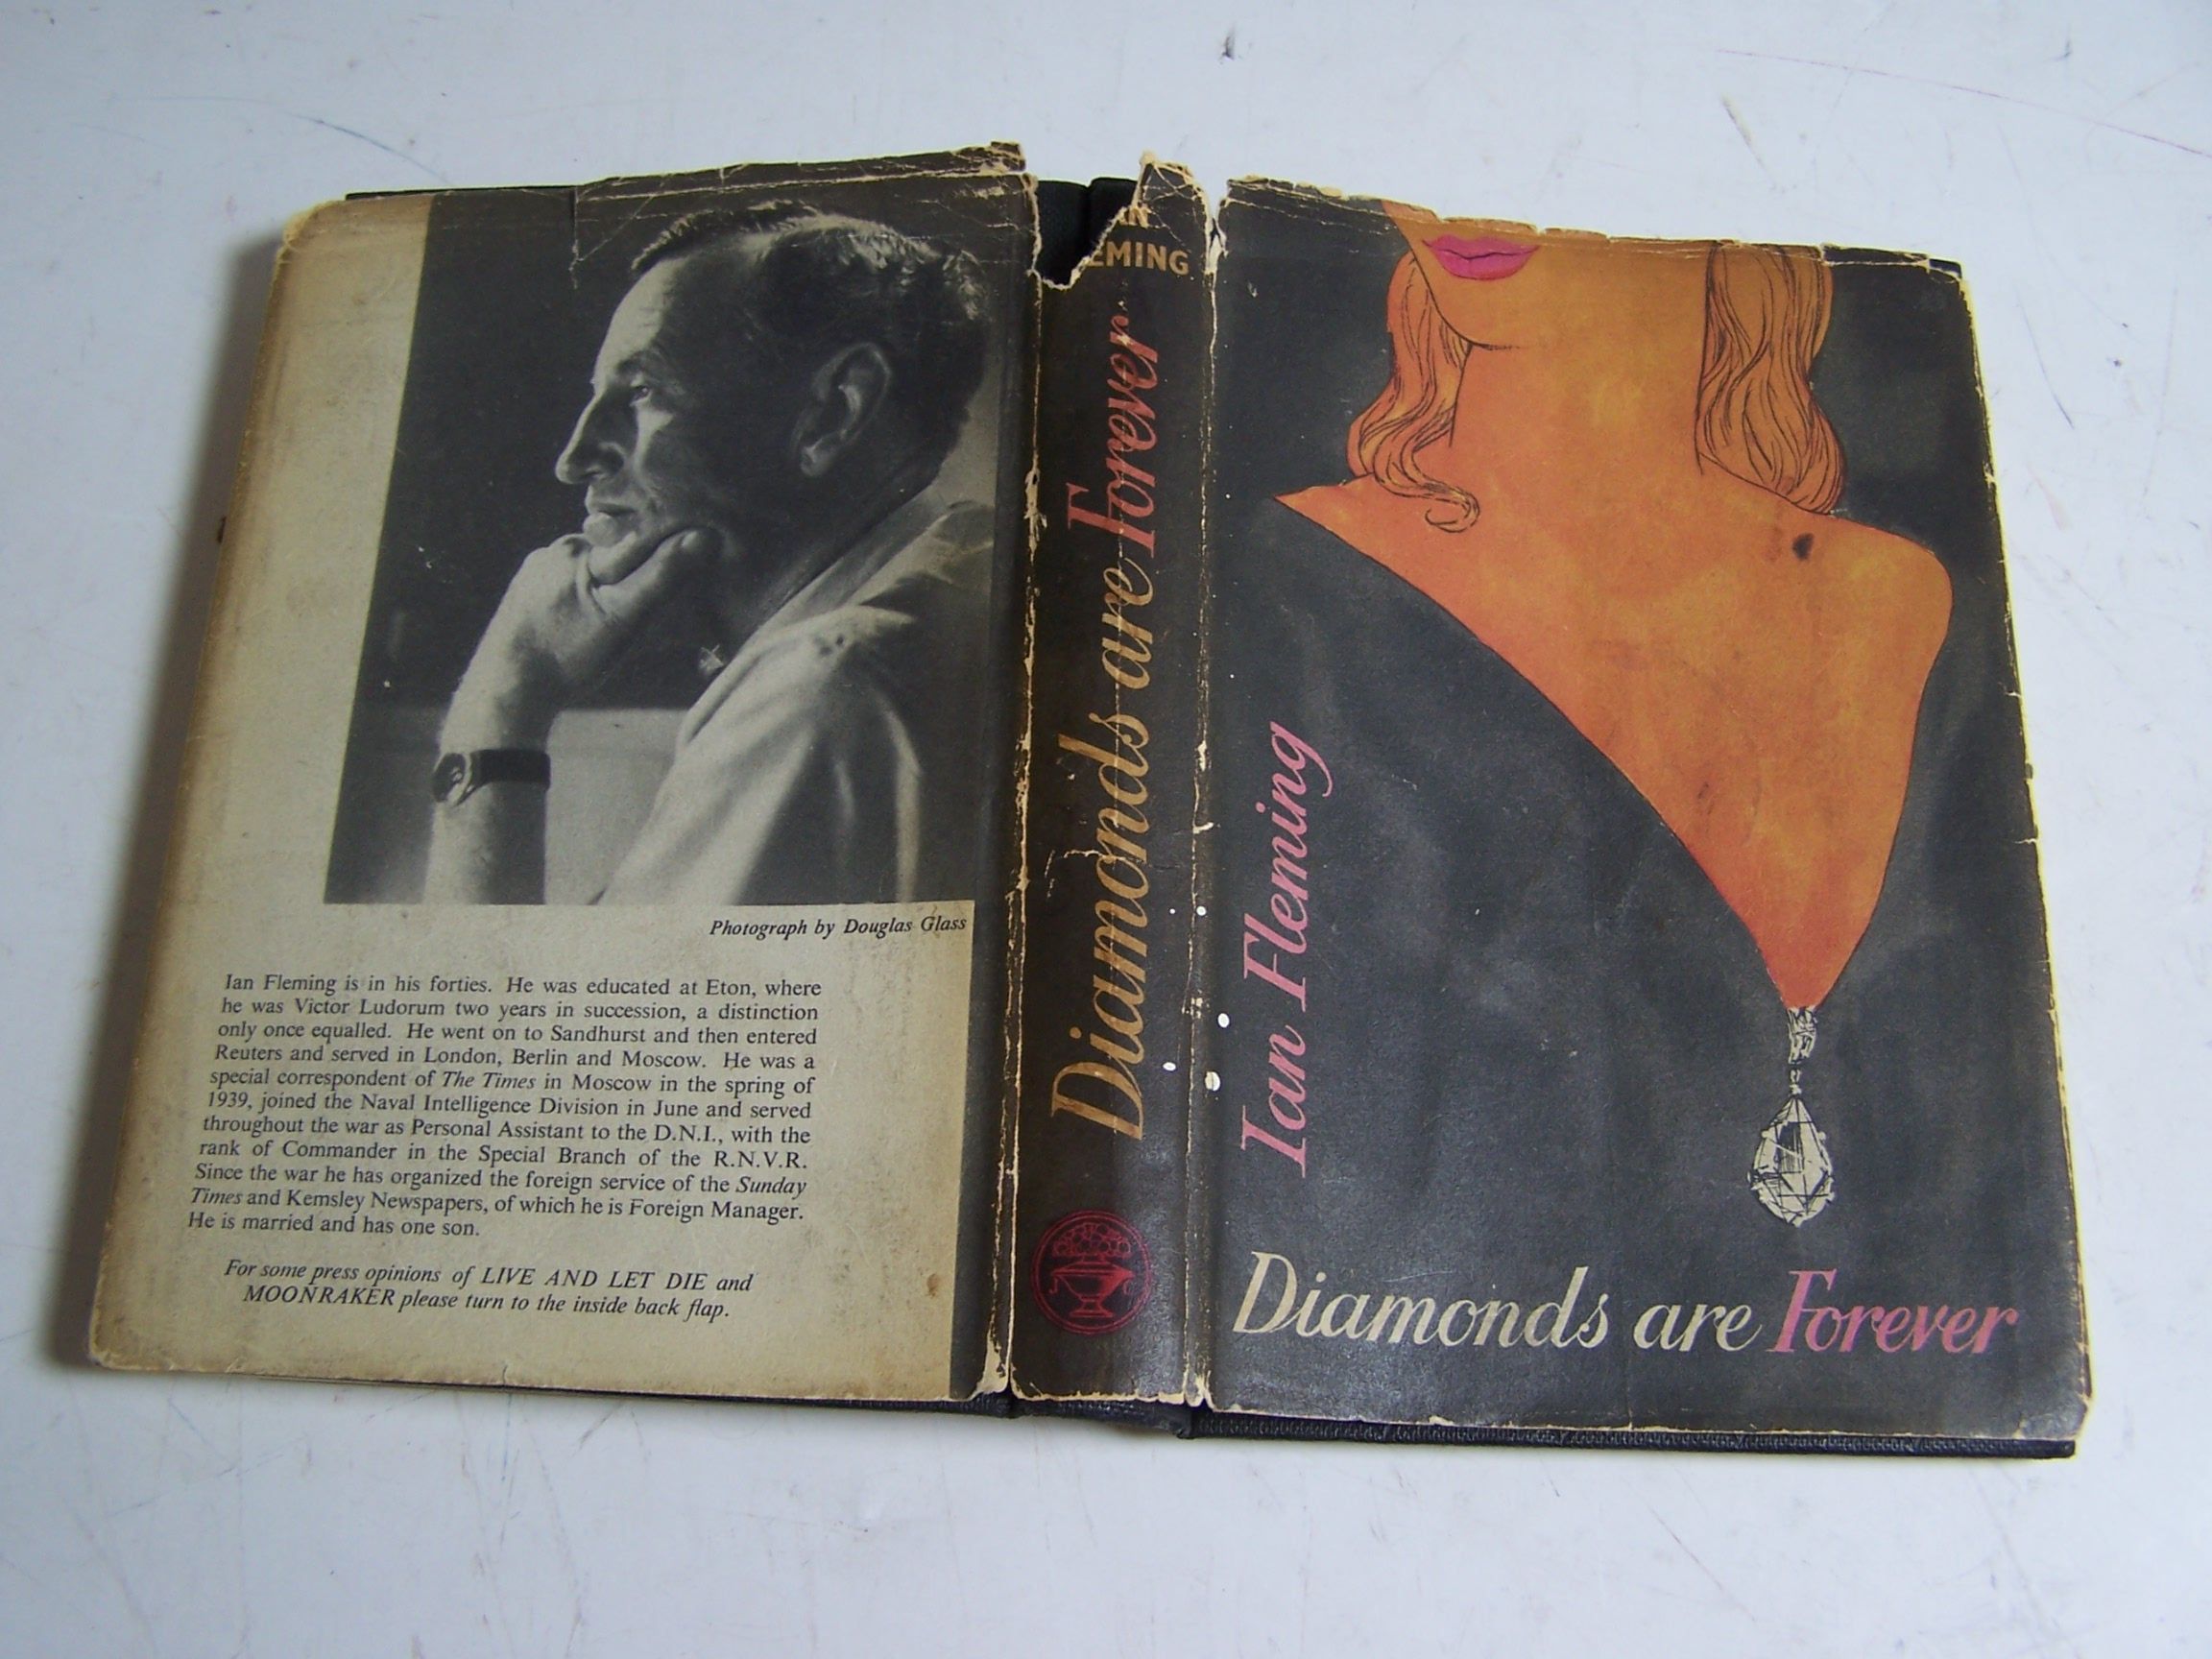 Photograph by Douglas Glass
Ian Fleming is in his forties. He was educated at Eton, where
he was Victor Ludorum two years in succession, a distinction
only once equalled. He went on to Sandhurst and then entered
Reuters and served in London, Berlin and Moscow. He was a
special correspondent of The Times in Moscow in the spring of
1939, joined the Naval Intelligence Division in June and served
throughout the war as Personal Assistant to the D.N.I., with the
rank of Commander in the Special Branch of the R.N.V.R.
Since the war he has organized the foreign service of the Sunday
Times and Kemsley Newspapers, of which he is Foreign Manager.
He is married and has one son.
For some press opinions of LIVE AND LET DIE and
MOONRAKER please turn to the inside back flap.
EMING
Diamonds are Forever
Ian Fleming
Diamonds are Forever